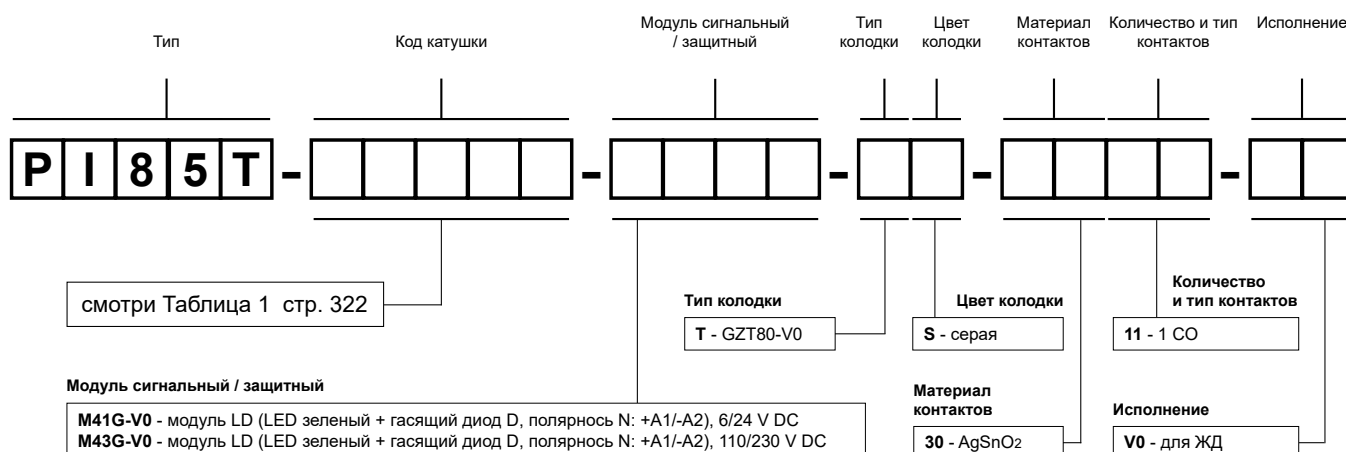 Тип
Код катушки
Модуль сигнальный
/ защитный
Тип
колодки
Цвет
колодки
Материал
контактов
Количество и тип
контактов
Исполнение
P I 8 5 T - - - - -
смотри Таблица 1 стр. 322
Тип колодки
T - GZT80-V0
Цвет колодки
S - серая
Количество
и тип контактов
11 - 1 CO
Модуль сигнальный / защитный
M41G-V0 - модуль LD (LED зеленый + гасящий диод D, полярнось N: +A1/-A2), 6/24 V DC
M43G-V0 - модуль LD (LED зеленый + гасящий диод D, полярнось N: +A1/-A2), 110/230 V DC
Материал
контактов
30 - AgSnO2
Исполнение
V0 - для ЖД